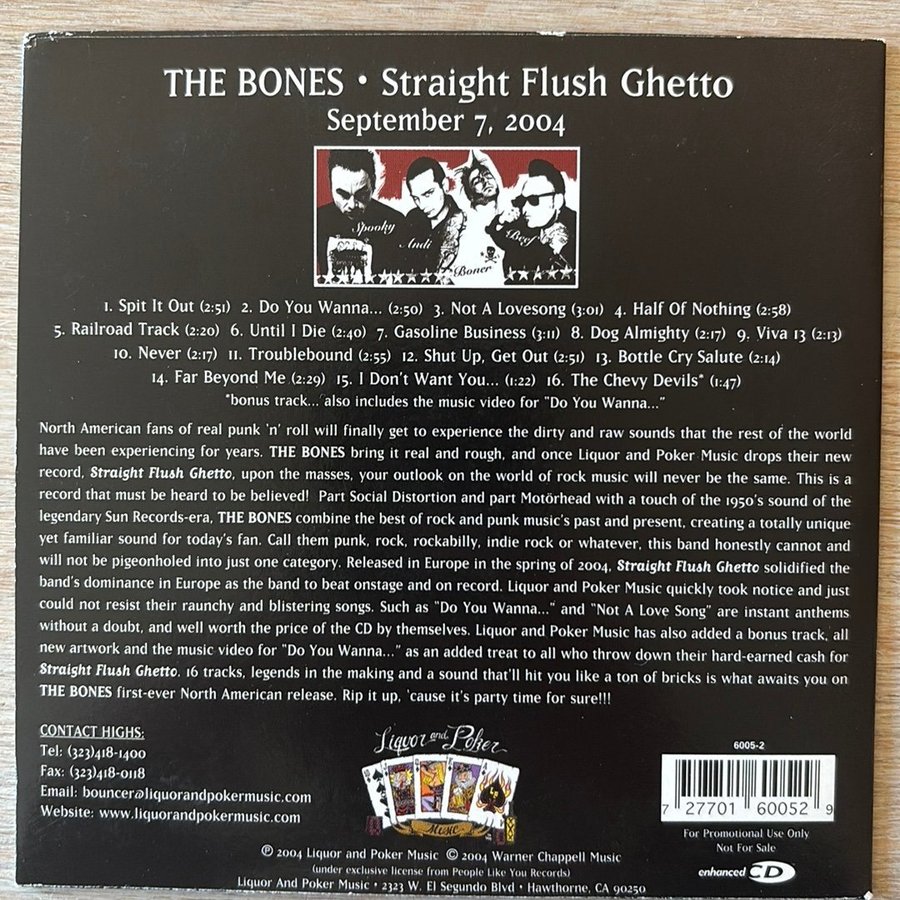 THE BONES • Straight Flush Ghetto
September 7, 2004
Spooky
Andi
Boner
Beef
1. Spit It Out (2:51) 2. Do You Wanna... (2:50) 3. Not A Lovesong (3:01) 4. Half Of Nothing (2:58)
5. Railroad Track (2:20) 6. Until I Die (2:40) 7. Gasoline Business (3:11) 8. Dog Almighty (2:17) 9. Viva 13 (2:13)
10. Never (2:17) 11. Troublebound (2:55) 12. Shut Up, Get Out (2:51) 13. Bottle Cry Salute (2:14)
14. Far Beyond Me (2:29) 15. I Don't Want You... (1:22) 16. The Chevy Devils* (1:47)
*bonus track... also includes the music video for "Do You Wanna..."
North American fans of real punk 'n' roll will finally get to experience the dirty and raw sounds that the rest of the world
have been experiencing for years. THE BONES bring it real and rough, and once Liquor and Poker Music drops their new
record, Straight Flush Ghetto, upon the masses, your outlook on the world of rock music will never be the same. This is a
record that must be heard to be believed! Part Social Distortion and part Motörhead with a touch of the 1950's sound of the
legendary Sun Records-era, THE BONES combine the best of rock and punk music's past and present, creating a totally unique
yet familiar sound for today's fan. Call them punk, rock, rockabilly, indie rock or whatever, this band honestly cannot and
will not be pigeonholed into just one category. Released in Europe in the spring of 2004, Straight Flush Ghetto solidified the
band's dominance in Europe as the band to beat onstage and on record. Liquor and Poker Music quickly took notice and just
could not resist their raunchy and blistering songs. Such as "Do You Wanna..." and "Not A Love Song" are instant anthems
without a doubt, and well worth the price of the CD by themselves. Liquor and Poker Music has also added a bonus track, all
new artwork and the music video for "Do You Wanna..." as an added treat to all who throw down their hard-earned cash for
Straight Flush Ghetto. 16 tracks, legends in the making and a sound that'll hit you like a ton of bricks is what awaits you on
THE BONES first-ever North American release. Rip it up, 'cause it's party time for sure!!!
CONTACT HIGHS:
Tel: (323)418-1400
Fax: (323)418-0118
Email: bouncer@liquorandpokermusic.com
Website: www.liquorandpokermusic.com
Liquor and Poker
Music
6005-2
7 27701 60052 9
For Promotional Use Only
Not For Sale
enhanced CD
℗ 2004 Liquor and Poker Music © 2004 Warner Chappell Music
(under exclusive license from People Like You Records)
Liquor And Poker Music • 2323 W. El Segundo Blvd • Hawthorne, CA 90250